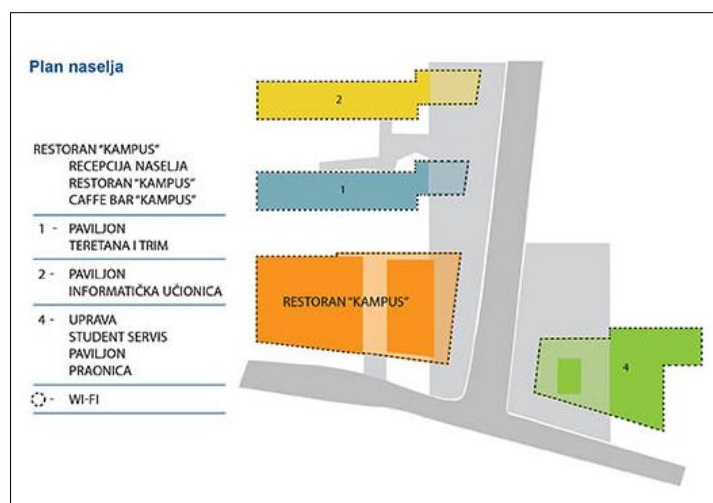 Plan naselja
RESTORAN "KAMPUS"
RECEPCIJA NASELJA
RESTORAN "KAMPUS"
CAFFE BAR "KAMPUS"
1 - PAVILJON
TERETANA I TRIM
2 - PAVILJON
INFORMATIČKA UČIONICA
4 - UPRAVA
STUDENT SERVIS
PAVILJON
PRAONICA
- WI-FI
2
1
RESTORAN "KAMPUS"
4